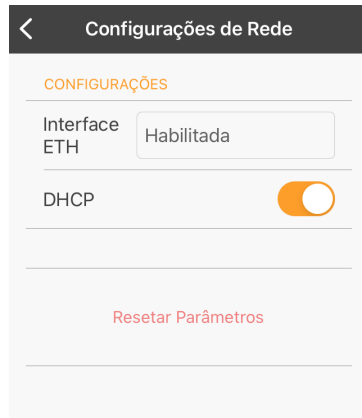 Configurações de Rede
CONFIGURAÇÕES
Interface
ETH
Habilitada
DHCP
Resetar Parâmetros